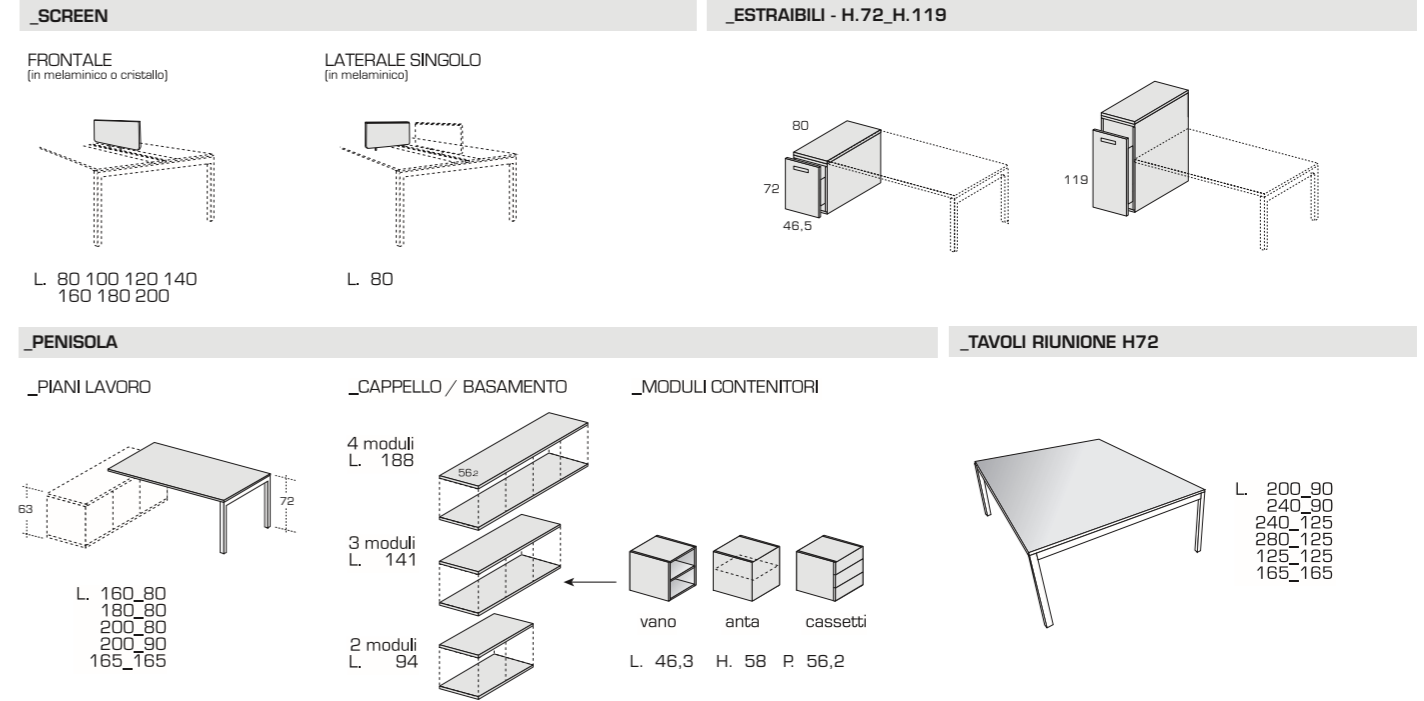 _SCREEN
FRONTALE
(in melaminico o cristallo)
L. 80 100 120 140
160 180 200
LATERALE SINGOLO
(in melaminico)
L. 80
_ESTRAIBILI - H.72_H.119
80
72
46,5
119
_PENISOLA
_PIANI LAVORO
63
72
L. 160_80
180_80
200_80
200_90
165_165
_CAPPELLO / BASAMENTO
4 moduli
L. 188
56,2
3 moduli
L. 141
2 moduli
L. 94
_MODULI CONTENITORI
vano anta cassetti
L. 46,3 H. 58 P. 56,2
_TAVOLI RIUNIONE H72
L. 200_90
240_90
240_125
280_125
125_125
165_165